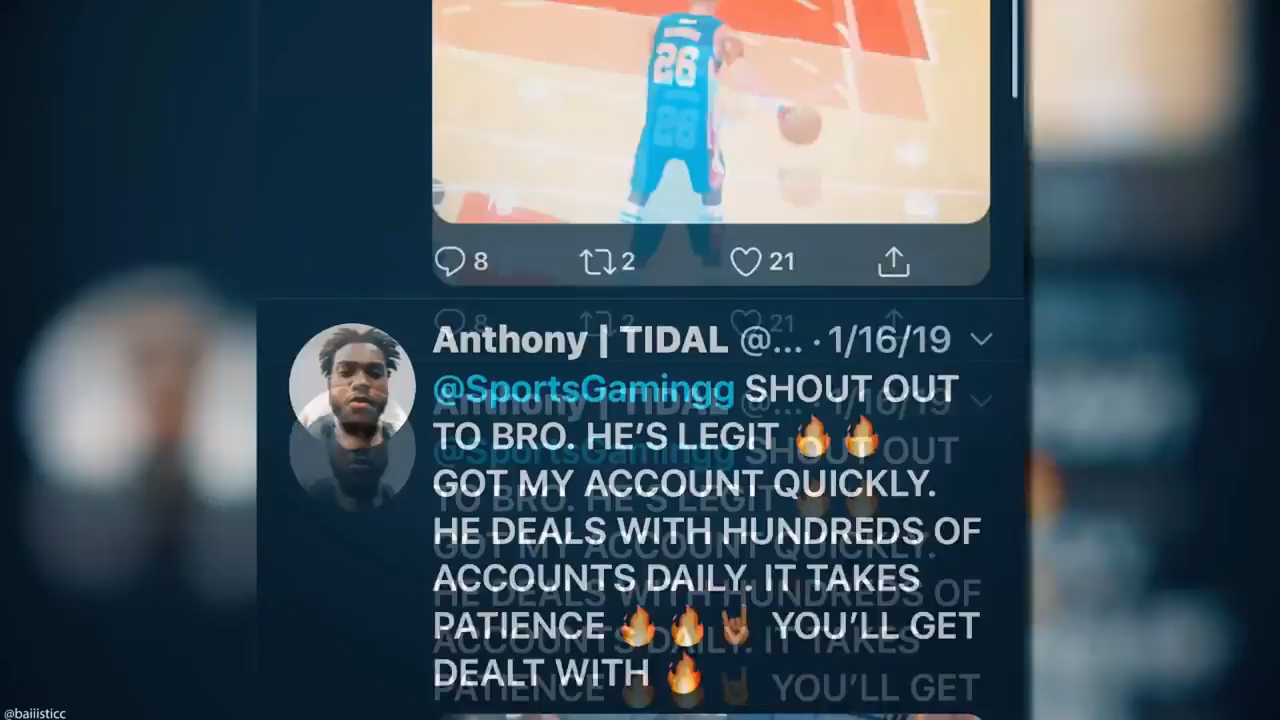 26
8 2 21
Anthony | TIDAL @... · 1/16/19
@SportsGamingg SHOUT OUT
TO BRO. HE’S LEGIT 🔥 🔥
GOT MY ACCOUNT QUICKLY.
HE DEALS WITH HUNDREDS OF
ACCOUNTS DAILY. IT TAKES
PATIENCE 🔥 🔥 🤘🏾 YOU’LL GET
DEALT WITH 🔥
@baiiisticc